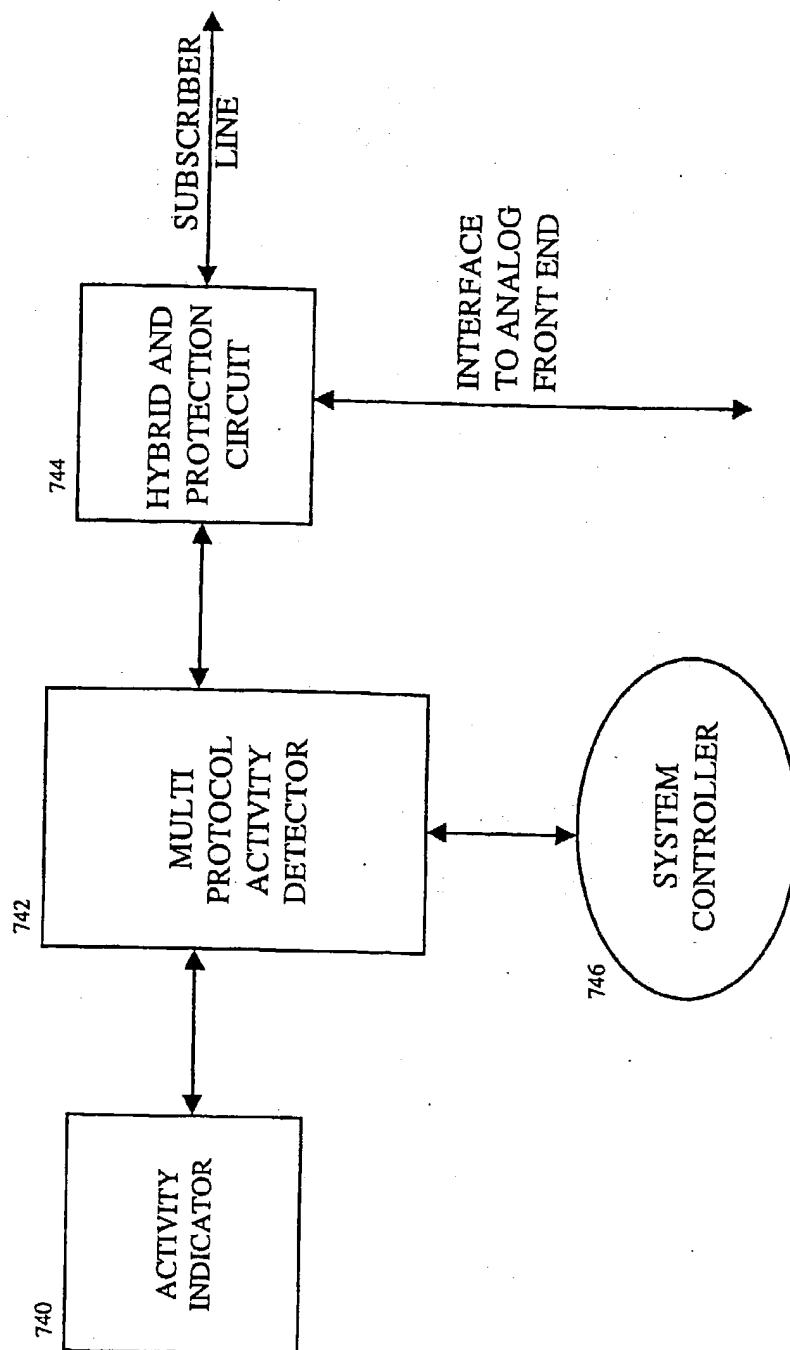 740
ACTIVITY
INDICATOR
742
MULTI
PROTOCOL
ACTIVITY
DETECTOR
744
HYBRID AND
PROTECTION
CIRCUIT
SUBSCRIBER
LINE
INTERFACE
TO ANALOG
FRONT END
746
SYSTEM
CONTROLLER